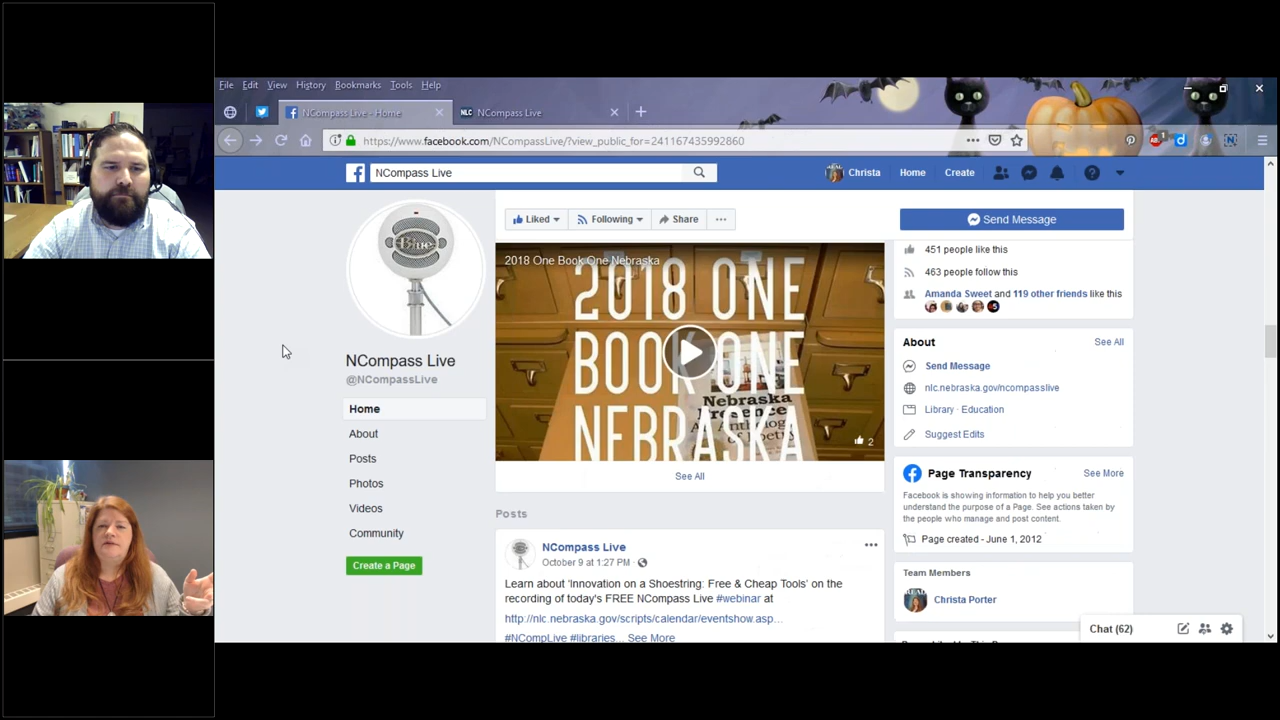 File Edit View History Bookmarks Tools Help
NCompass Live - Home
NLC NCompass Live
https://www.facebook.com/NCompassLive/?view_public_for=241167435992860
NCompass Live
Christa Home Create
Liked Following Share
Send Message
Blue
2018 One Book One Nebraska
2018 ONE
BOOK ONE
NEBRASKA
Nebraska
Presence
An Anthology
of Poetry
2
See All
NCompass Live
@NCompassLive
Home
About
Posts
Photos
Videos
Community
Create a Page
Posts
NCompass Live
October 9 at 1:27 PM
Learn about 'Innovation on a Shoestring: Free & Cheap Tools' on the
recording of today's FREE NCompass Live #webinar at
http://nlc.nebraska.gov/scripts/calendar/eventshow.asp...
#NCompLive #libraries... See More
451 people like this
463 people follow this
Amanda Sweet and 119 other friends like this
About See All
Send Message
nlc.nebraska.gov/ncompasslive
Library · Education
Suggest Edits
Page Transparency See More
Facebook is showing information to help you better
understand the purpose of a Page. See actions taken
by the people who manage and post content.
Page created - June 1, 2012
Team Members
Christa Porter
Chat (62)